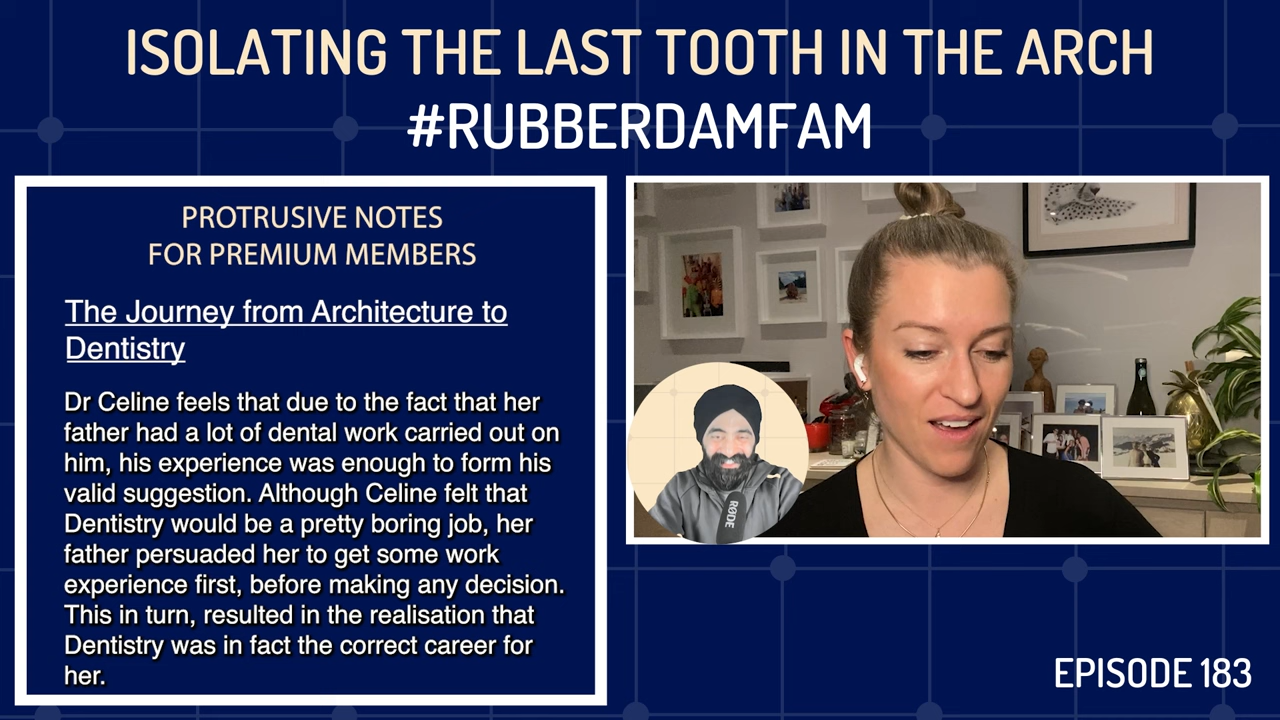 ISOLATING THE LAST TOOTH IN THE ARCH
#RUBBERDAMFAM
PROTRUSIVE NOTES
FOR PREMIUM MEMBERS
The Journey from Architecture to
Dentistry
Dr Celine feels that due to the fact that her
father had a lot of dental work carried out on
him, his experience was enough to form his
valid suggestion. Although Celine felt that
Dentistry would be a pretty boring job, her
father persuaded her to get some work
experience first, before making any decision.
This in turn, resulted in the realisation that
Dentistry was in fact the correct career for
her.
RØDE
EPISODE 183